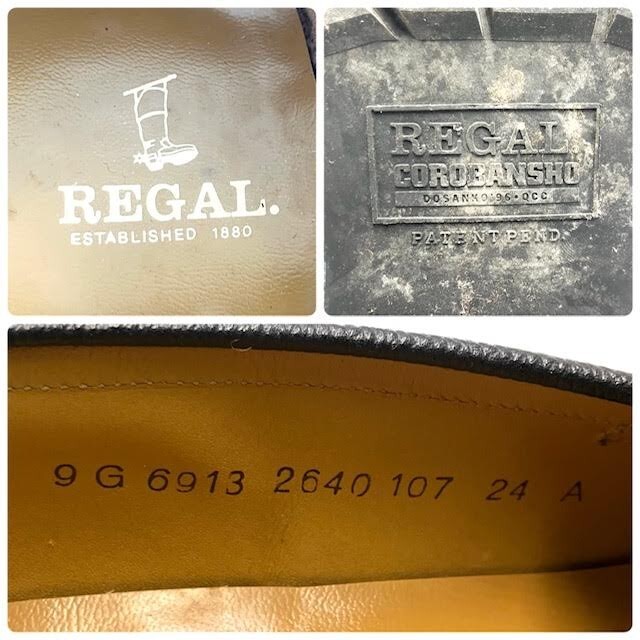 REGAL.
ESTABLISHED 1880
REGAL
COROBANSHO
DOSANKO'96・QCC
PATENT PEND.
9 G 6913 2640 107 24 A